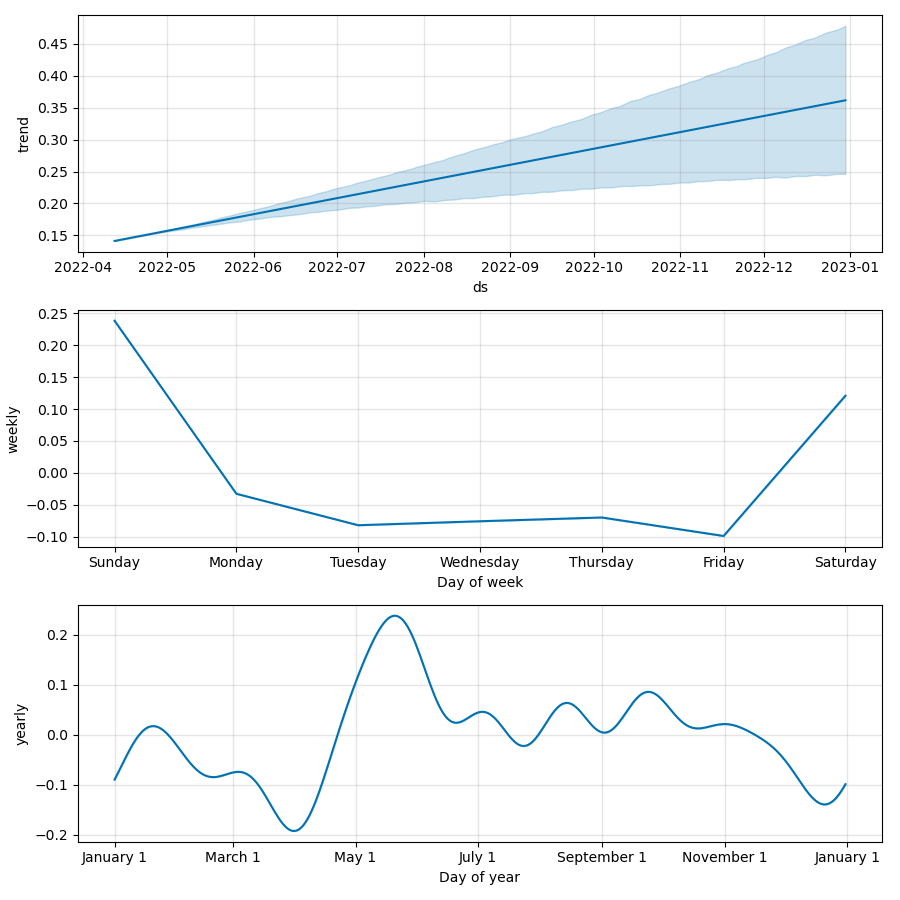 0.45
0.40
0.35
0.30
0.25
0.20
0.15
trend
2022-04 2022-05 2022-06 2022-07 2022-08 2022-09 2022-10 2022-11 2022-12 2023-01
ds
0.25
0.20
0.15
0.10
0.05
0.00
−0.05
−0.10
weekly
Sunday Monday Tuesday Wednesday Thursday Friday Saturday
Day of week
0.2
0.1
0.0
−0.1
−0.2
yearly
January 1 March 1 May 1 July 1 September 1 November 1 January 1
Day of year